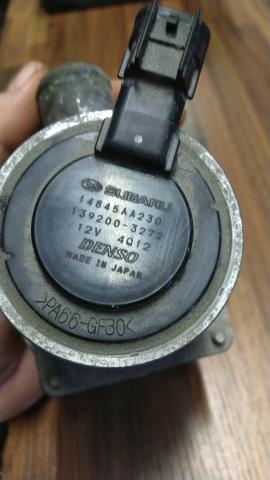 SUBARU
14845AA230
139200-3272
12V 4Q12
DENSO
MADE IN JAPAN
>PA66-GF30<